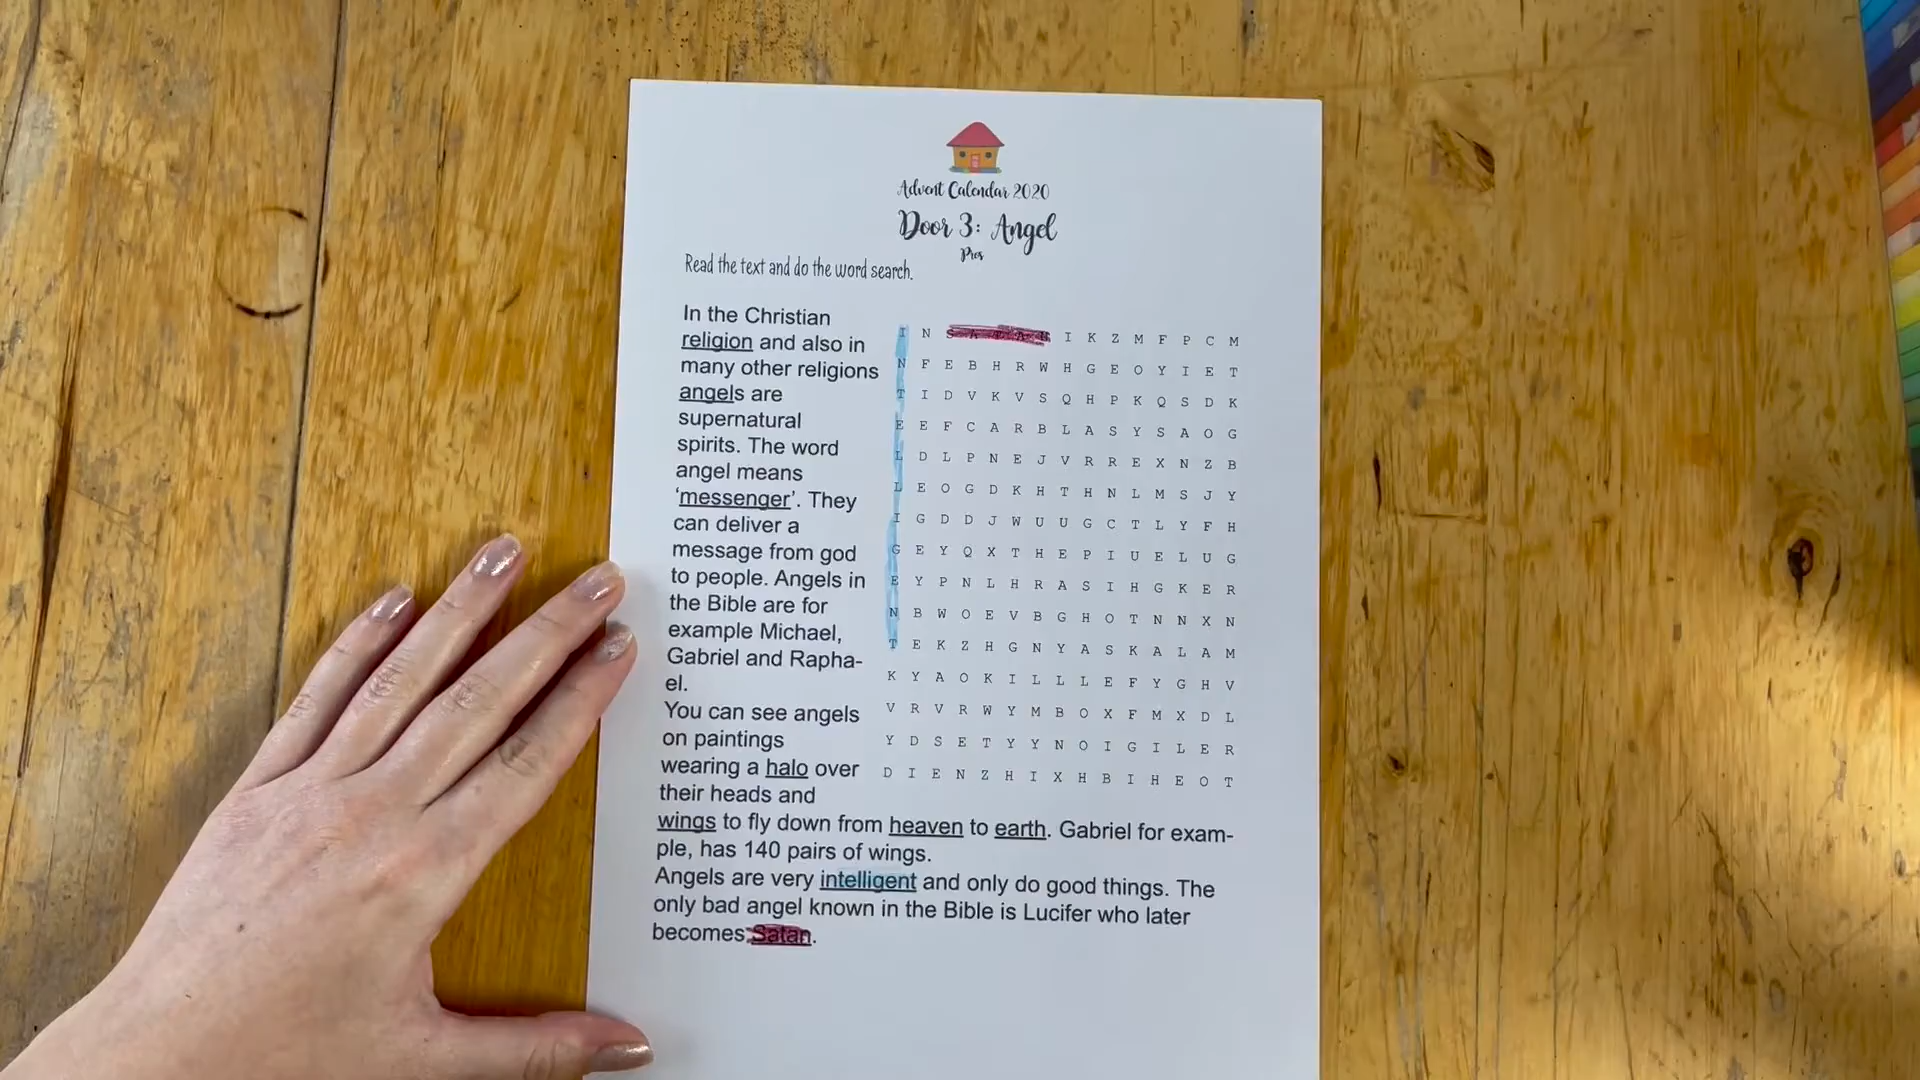 Advent Calendar 2020
Door 3: Angel
Pros
Read the text and do the word search.
In the Christian
religion and also in
many other religions
angels are
supernatural
spirits. The word
angel means
‘messenger’. They
can deliver a
message from god
to people. Angels in
the Bible are for
example Michael,
Gabriel and Rapha-
el.
You can see angels
on paintings
wearing a halo over
their heads and
wings to fly down from heaven to earth. Gabriel for exam-
ple, has 140 pairs of wings.
Angels are very intelligent and only do good things. The
only bad angel known in the Bible is Lucifer who later
becomes Satan.
I N S A T A N I K Z M F P C M
N F E B H R W H G E O Y I E T
T I D V K V S Q H P K Q S D K
E E F C A R B L A S Y S A O G
L D L P N E J V R R E X N Z B
L E O G D K H T H N L M S J Y
I G D D J W U U G C T L Y F H
G E Y Q X T H E P I U E L U G
E Y P N L H R A S I H G K E R
N B W O E V B G H O T N N X N
T E K Z H G N Y A S K A L A M
K Y A O K I L L L E F Y G H V
V R V R W Y M B O X F M X D L
Y D S E T Y Y N O I G I L E R
D I E N Z H I X H B I H E O T